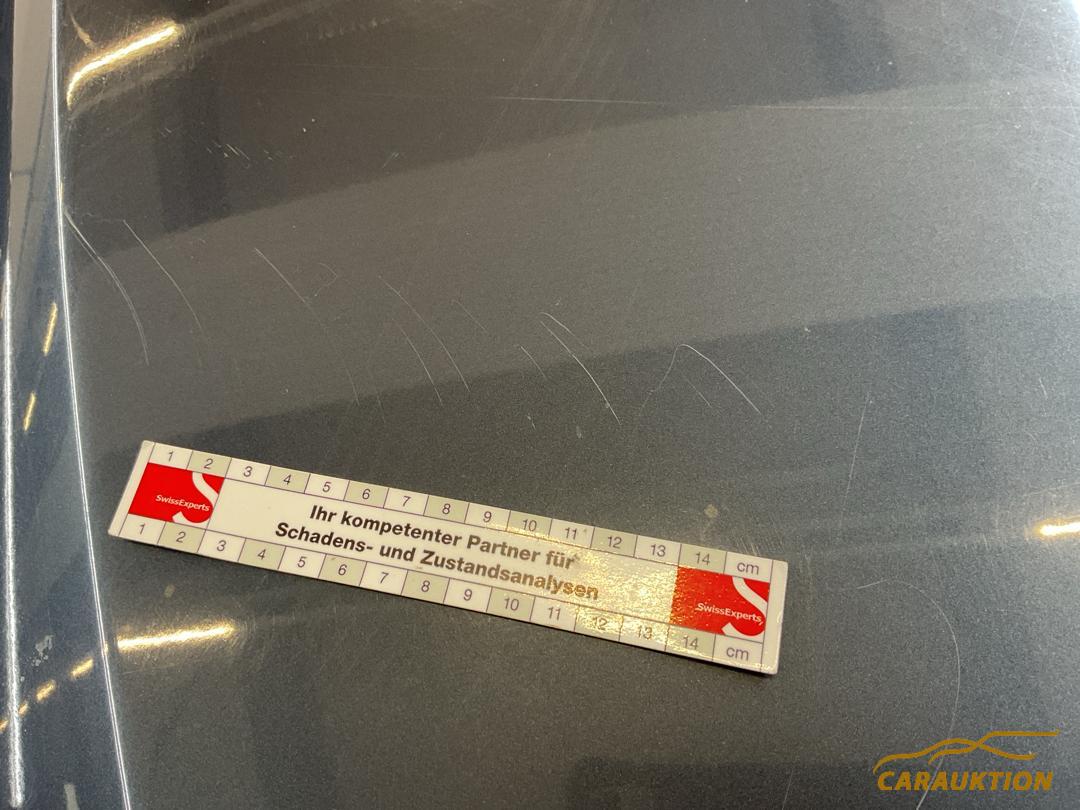 1 2 3 4 5 6 7 8 9 10 11 12 13 14 cm
SwissExperts
Ihr kompetenter Partner für
Schadens- und Zustandsanalysen
SwissExperts
1 2 3 4 5 6 7 8 9 10 11 12 13 14 cm
CARAUKTION